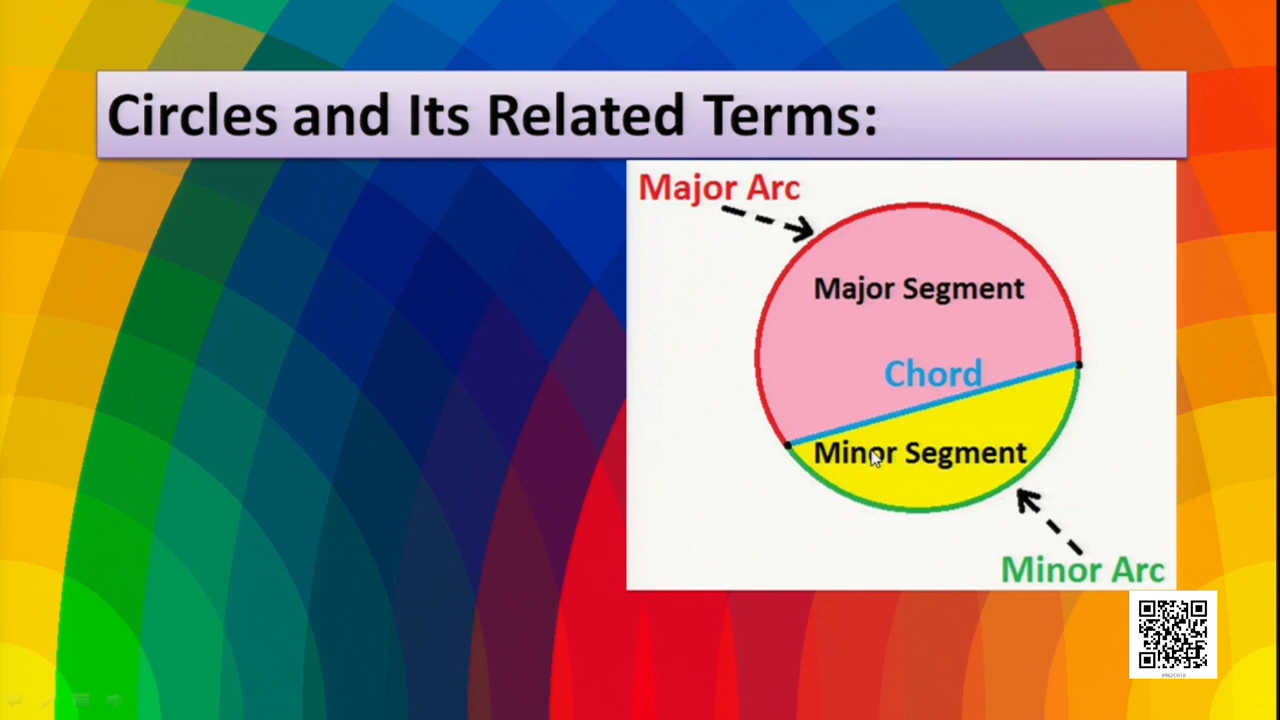 Circles and Its Related Terms:
Major Arc
Major Segment
Chord
Minor Segment
Minor Arc